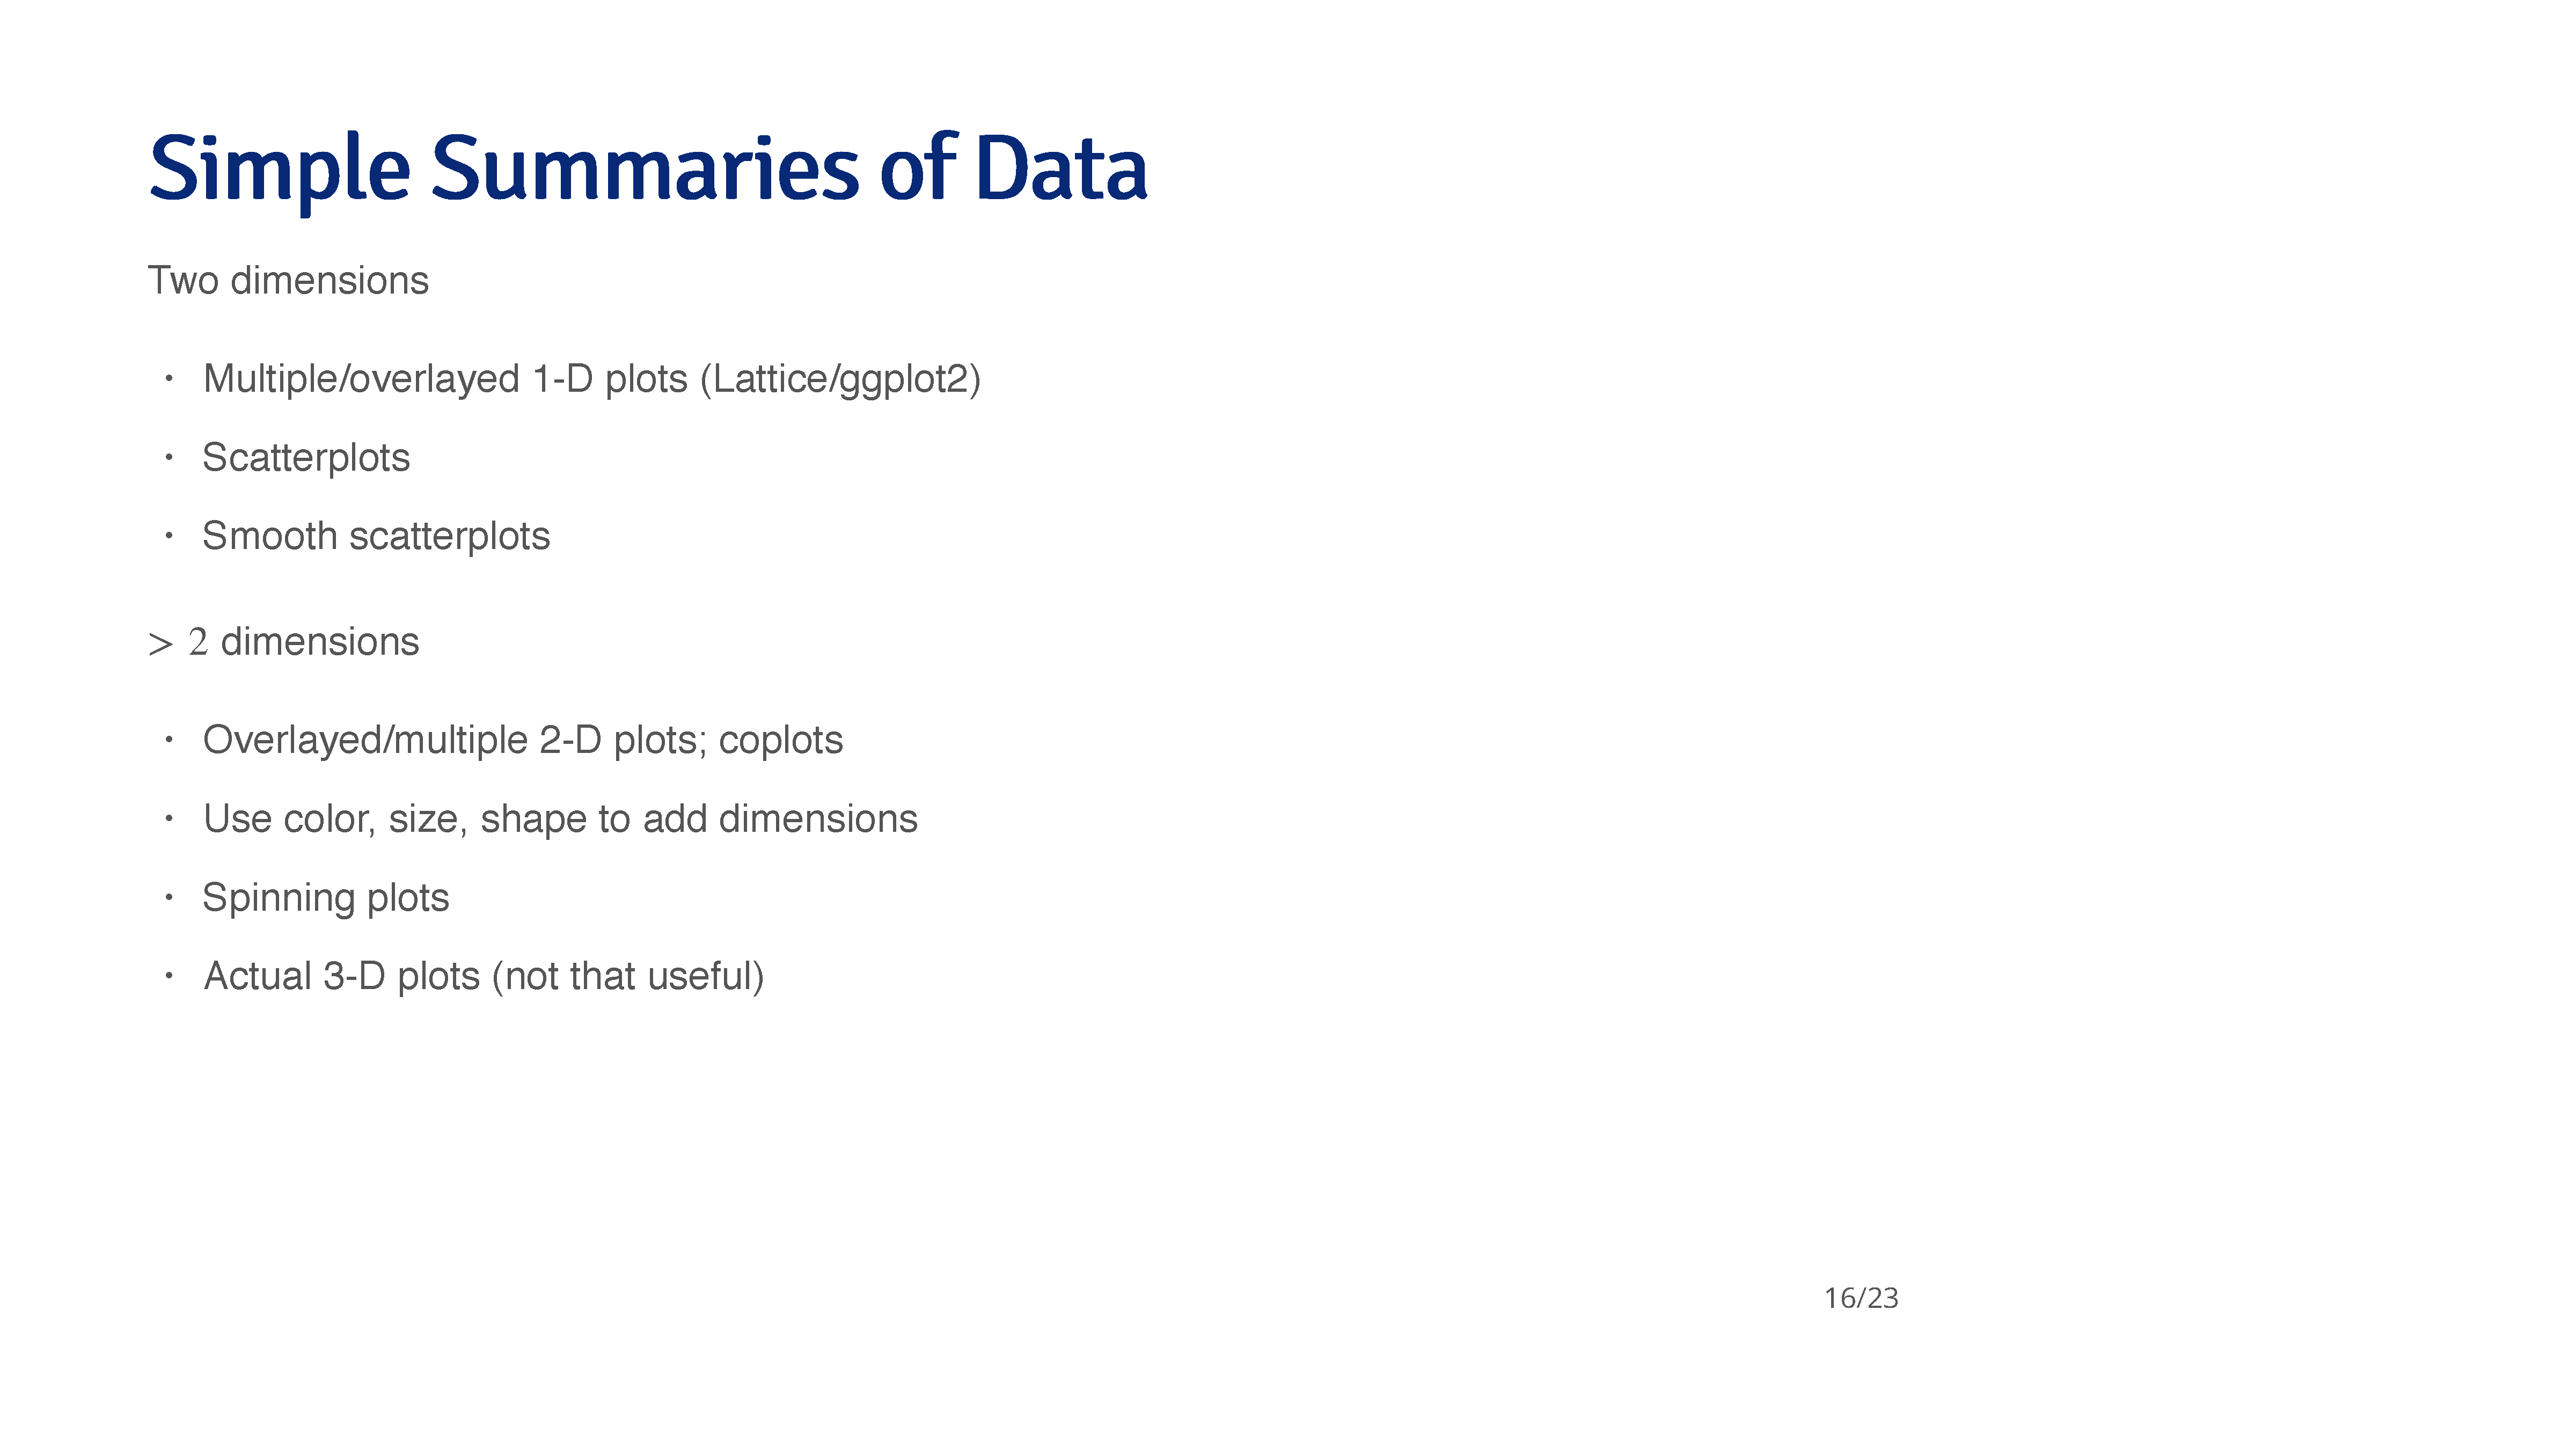 Simple Summaries of Data
Two dimensions
· Multiple/overlayed 1-D plots (Lattice/ggplot2)
· Scatterplots
· Smooth scatterplots
> 2 dimensions
· Overlayed/multiple 2-D plots; coplots
· Use color, size, shape to add dimensions
· Spinning plots
· Actual 3-D plots (not that useful)
16/23